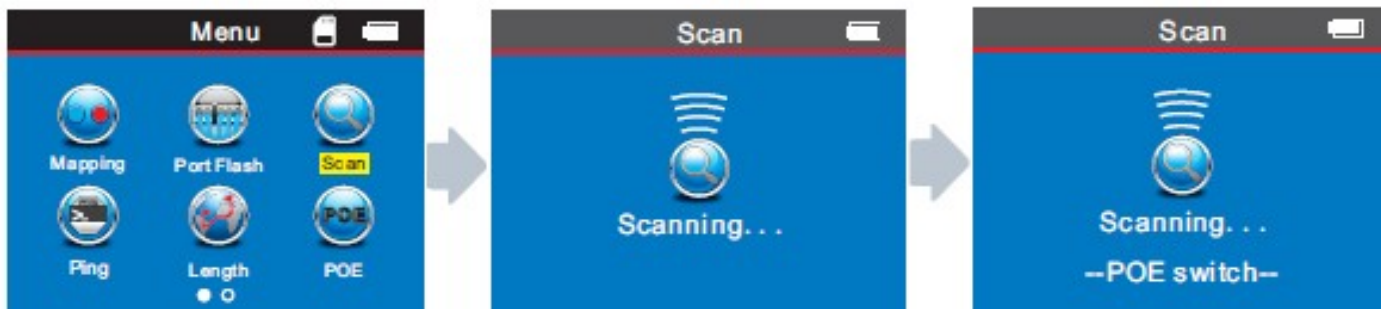 Menu
Mapping
Port Flash
Scan
Ping
Length
POE
POE
Scan
Scanning. . .
Scan
Scanning. . .
--POE switch--